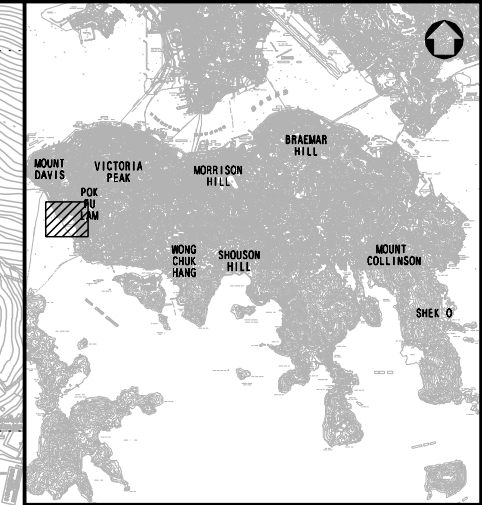 BRAEMAR
HILL
MOUNT
DAVIS
VICTORIA
PEAK
MORRISON
HILL
POK
FU
LAM
WONG
CHUK
HANG
SHOUSON
HILL
MOUNT
COLLINSON
SHEK O